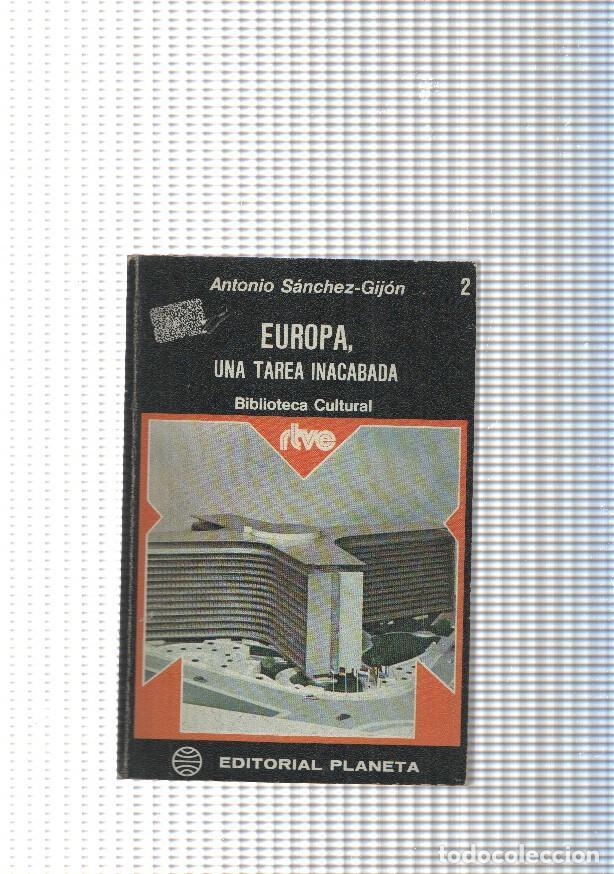 Antonio Sánchez-Gijón 2
EUROPA,
UNA TAREA INACABADA
Biblioteca Cultural
rtve
EDITORIAL PLANETA
todocoleccion